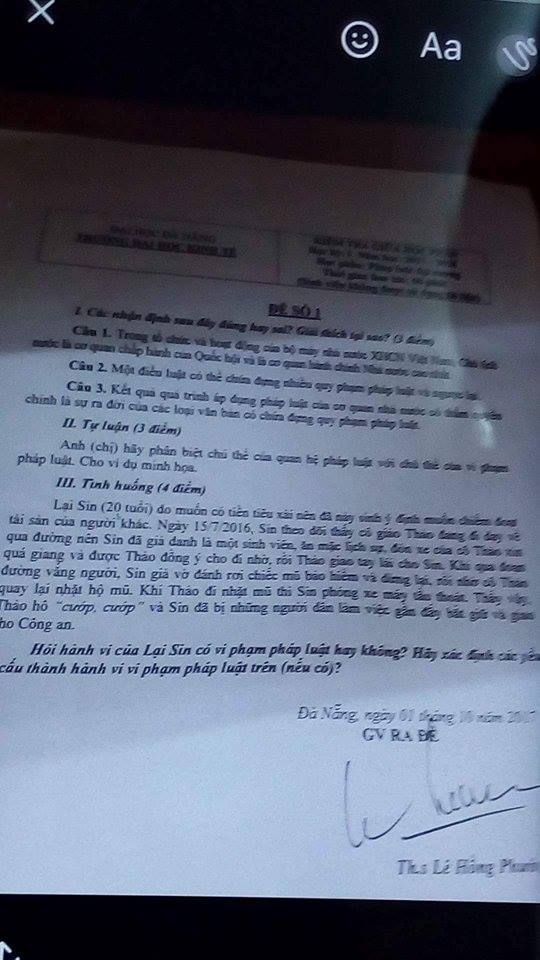 Aa
ĐẠI HỌC ĐÀ NẴNG
TRƯỜNG ĐẠI HỌC KINH TẾ
KIỂM TRA GIỮA HỌC
ĐỀ SỐ 1
I. Các nhận định sau đây đúng hay sai? Giải thích tại sao? (3 điểm)
Câu 1. Trong tổ chức và hoạt động của bộ máy nhà nước XHCN Việt Nam, Chủ tịch
nước là cơ quan chấp hành của Quốc hội và là cơ quan hành chính Nhà nước cao nhất.
Câu 2. Một điều luật có thể chứa đựng nhiều quy phạm pháp luật và ngược lại.
Câu 3. Kết quả quá trình áp dụng pháp luật của cơ quan nhà nước có thẩm quyền
chính là sự ra đời của các loại văn bản có chứa đựng quy phạm pháp luật.
II. Tự luận (3 điểm)
Anh (chị) hãy phân biệt chủ thể của quan hệ pháp luật với chủ thể của vi phạm
pháp luật. Cho ví dụ minh họa.
III. Tình huống (4 điểm)
Lại Sin (20 tuổi) do muốn có tiền tiêu xài nên đã nảy sinh ý định muốn chiếm đoạt
tài sản của người khác. Ngày 15/7/2016, Sin theo dõi thấy cô giáo Thảo đang đi dạy về
qua đường nên Sin đã giả danh là một sinh viên, ăn mặc lịch sự, đón xe của cô Thảo xin
quá giang và được Thảo đồng ý cho đi nhờ, rồi Thảo giao tay lái cho Sin. Khi qua đoạn
đường vắng người, Sin giả vờ đánh rơi chiếc mũ bảo hiểm và dừng lại, rồi nhờ cô Thảo
quay lại nhặt hộ mũ. Khi Thảo đi nhặt mũ thì Sin phóng xe máy tẩu thoát. Thấy vậy,
Thảo hô “cướp, cướp” và Sin đã bị những người dân làm việc gần đấy bắt giữ và giao
ho Công an.
Hỏi hành vi của Lại Sin có vi phạm pháp luật hay không? Hãy xác định các yếu
cấu thành hành vi vi phạm pháp luật trên (nếu có)?
Đà Nẵng, ngày 01 tháng 10 năm 2017
GV RA ĐỀ
Th.s Lê Hồng Phước